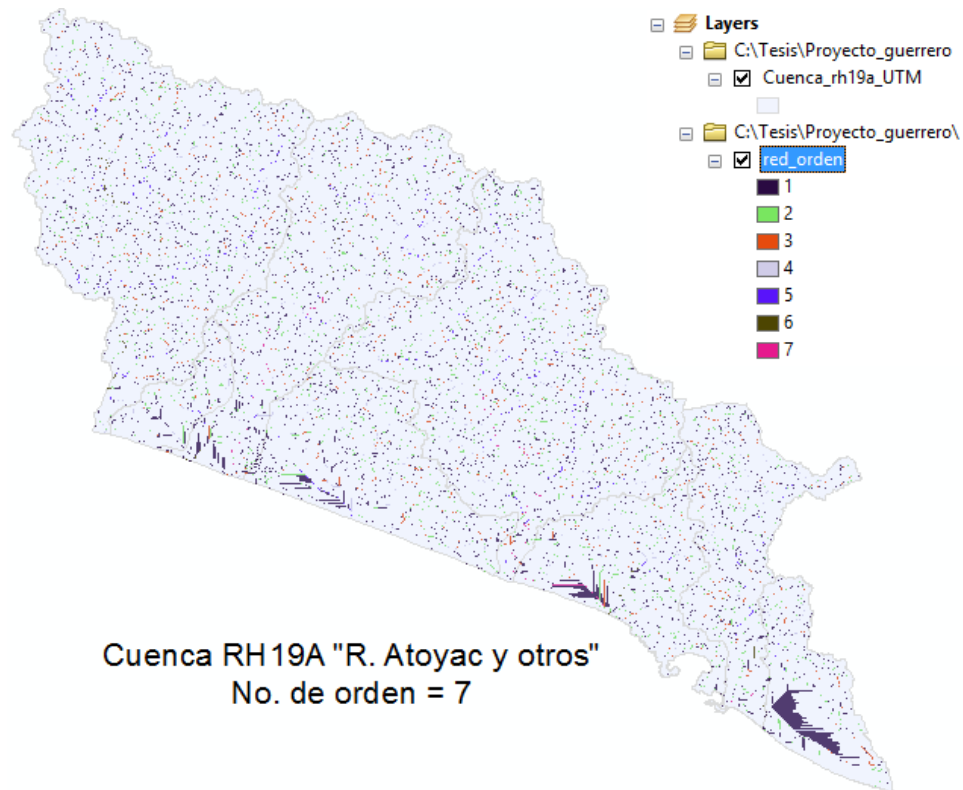 Layers
C:\Tesis\Proyecto_guerrero
Cuenca_rh19a_UTM
C:\Tesis\Proyecto_guerrero\
red_orden
1
2
3
4
5
6
7
Cuenca RH19A "R. Atoyac y otros"
No. de orden = 7